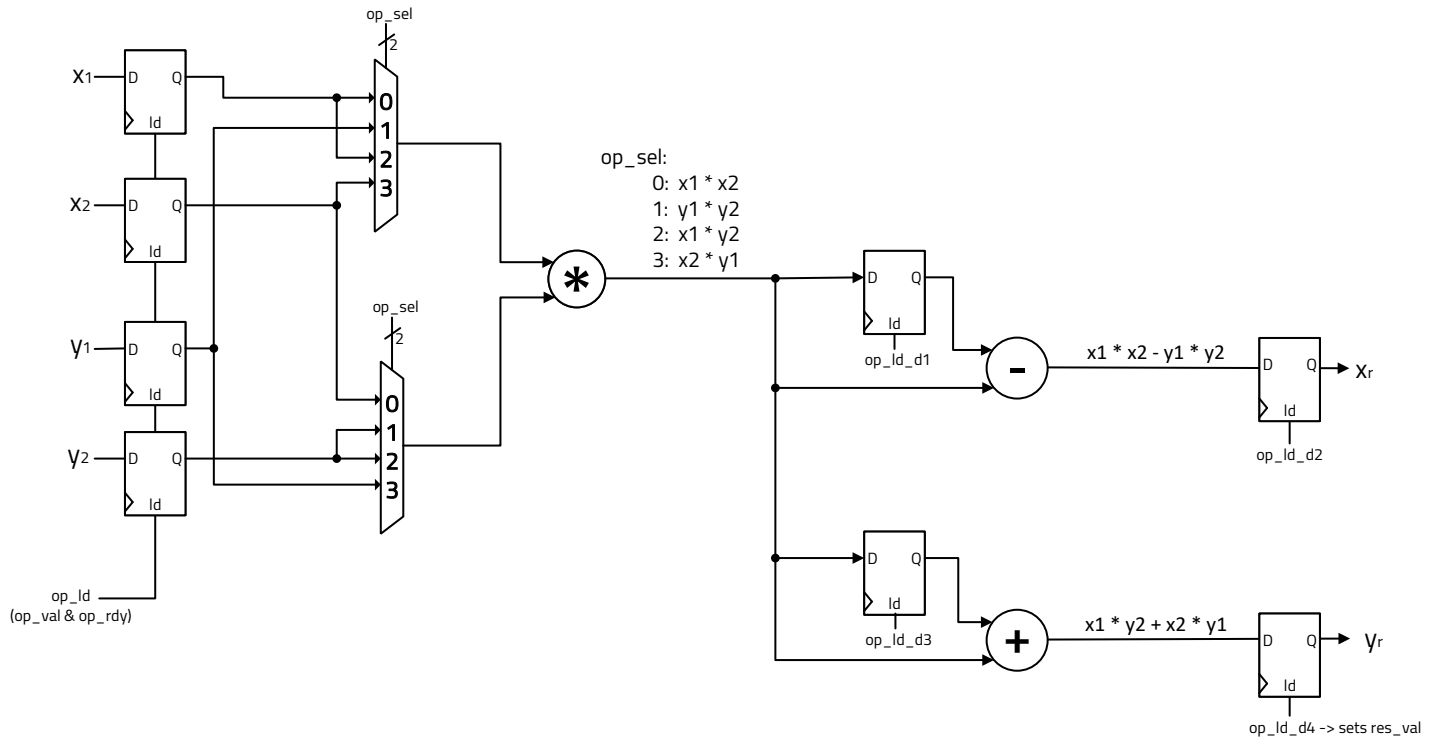 op_sel
2
x1 D Q
ld
0
1
2
3
x2 D Q
ld
op_sel:
0: x1 * x2
1: y1 * y2
2: x1 * y2
3: x2 * y1
*
D Q
ld
op_ld_d1
op_sel
2
y1 D Q
ld
0
1
2
3
y2 D Q
ld
-
x1 * x2 - y1 * y2
D Q
ld
xr
op_ld_d2
op_ld
(op_val & op_rdy)
D Q
ld
op_ld_d3
+
x1 * y2 + x2 * y1
D Q
ld
yr
op_ld_d4 -> sets res_val